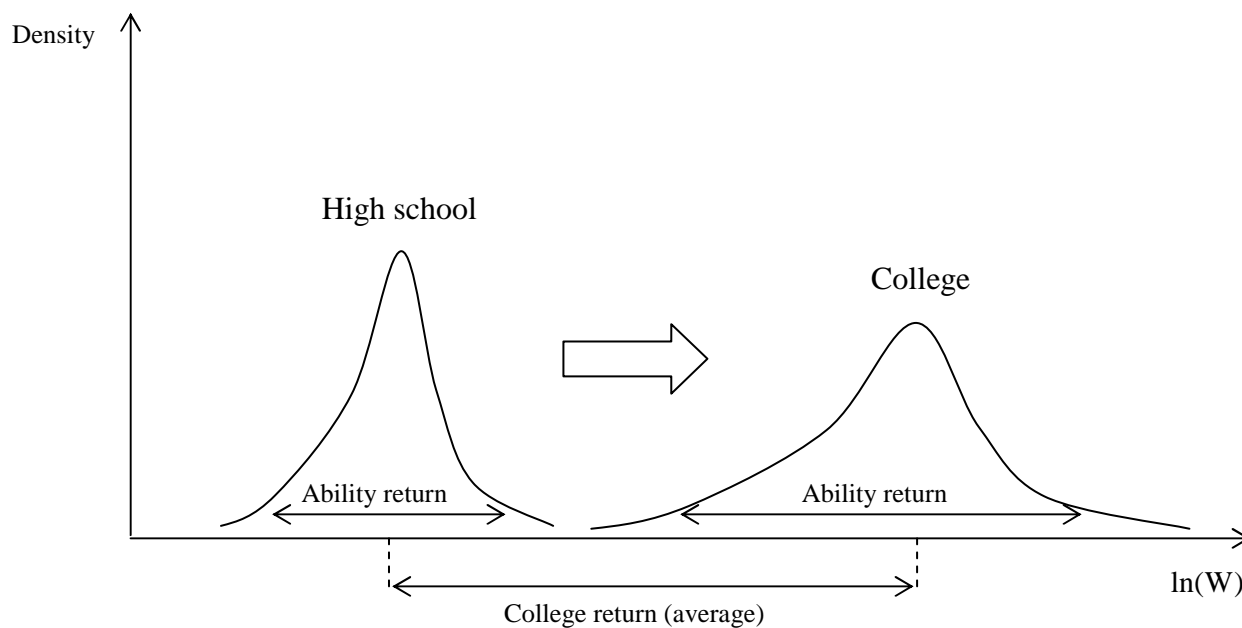 Density
High school
College
Ability return
Ability return
ln(W)
College return (average)